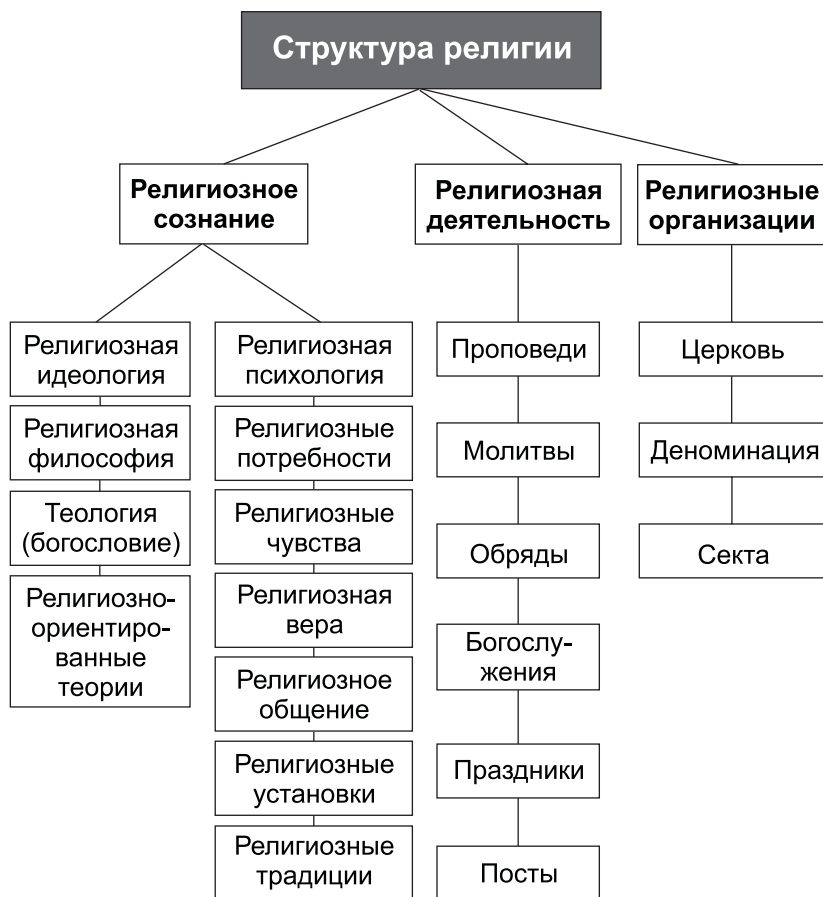 Структура религии
Религиозное
сознание
Религиозная
деятельность
Религиозные
организации
Религиозная
идеология
Религиозная
философия
Теология
(богословие)
Религиозно-
ориентиро-
ванные
теории
Религиозная
психология
Религиозные
потребности
Религиозные
чувства
Религиозная
вера
Религиозное
общение
Религиозные
установки
Религиозные
традиции
Проповеди
Молитвы
Обряды
Богослу-
жения
Праздники
Посты
Церковь
Деноминация
Секта